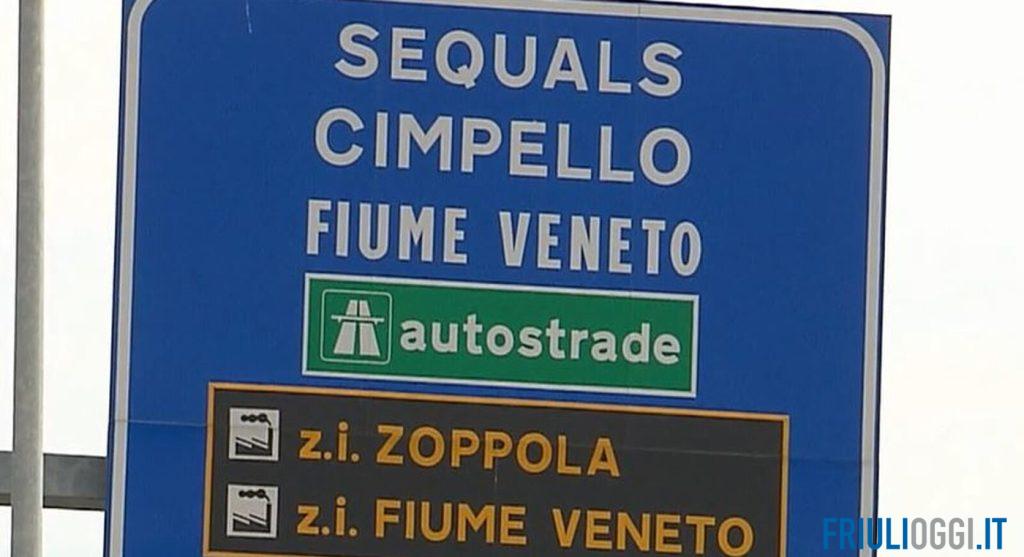 SEQUALS
CIMPELLO
FIUME VENETO
autostrade
z.i. ZOPPOLA
z.i. FIUME VENETO
FRIULIOGGI.IT